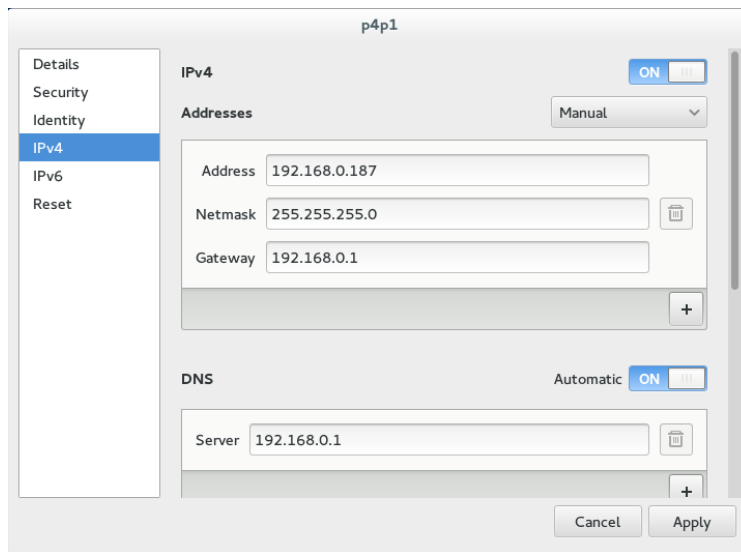 p4p1
Details
Security
Identity
IPv4
IPv6
Reset
IPv4 ON
Addresses Manual
Address 192.168.0.187
Netmask 255.255.255.0
Gateway 192.168.0.1
+
DNS Automatic ON
Server 192.168.0.1
+
Cancel Apply